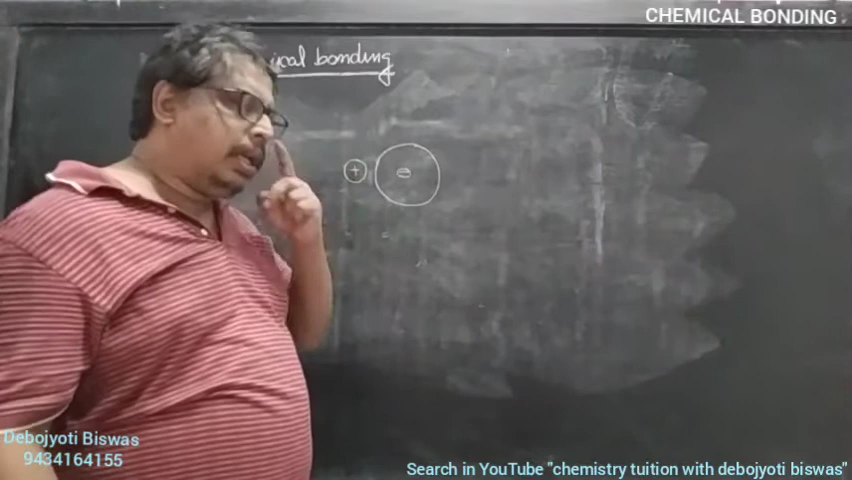 CHEMICAL BONDING
bonding
+
-
Debojyoti Biswas
9434164155
Search in YouTube "chemistry tuition with debojyoti biswas"